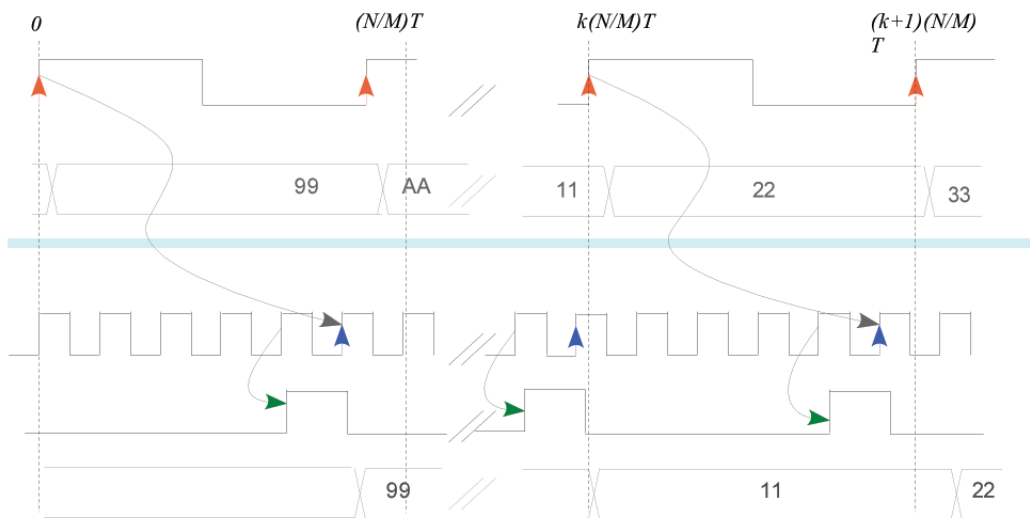 0
(N/M)T
k(N/M)T
(k+1)(N/M)
T
99
AA
11
22
33
99
11
22